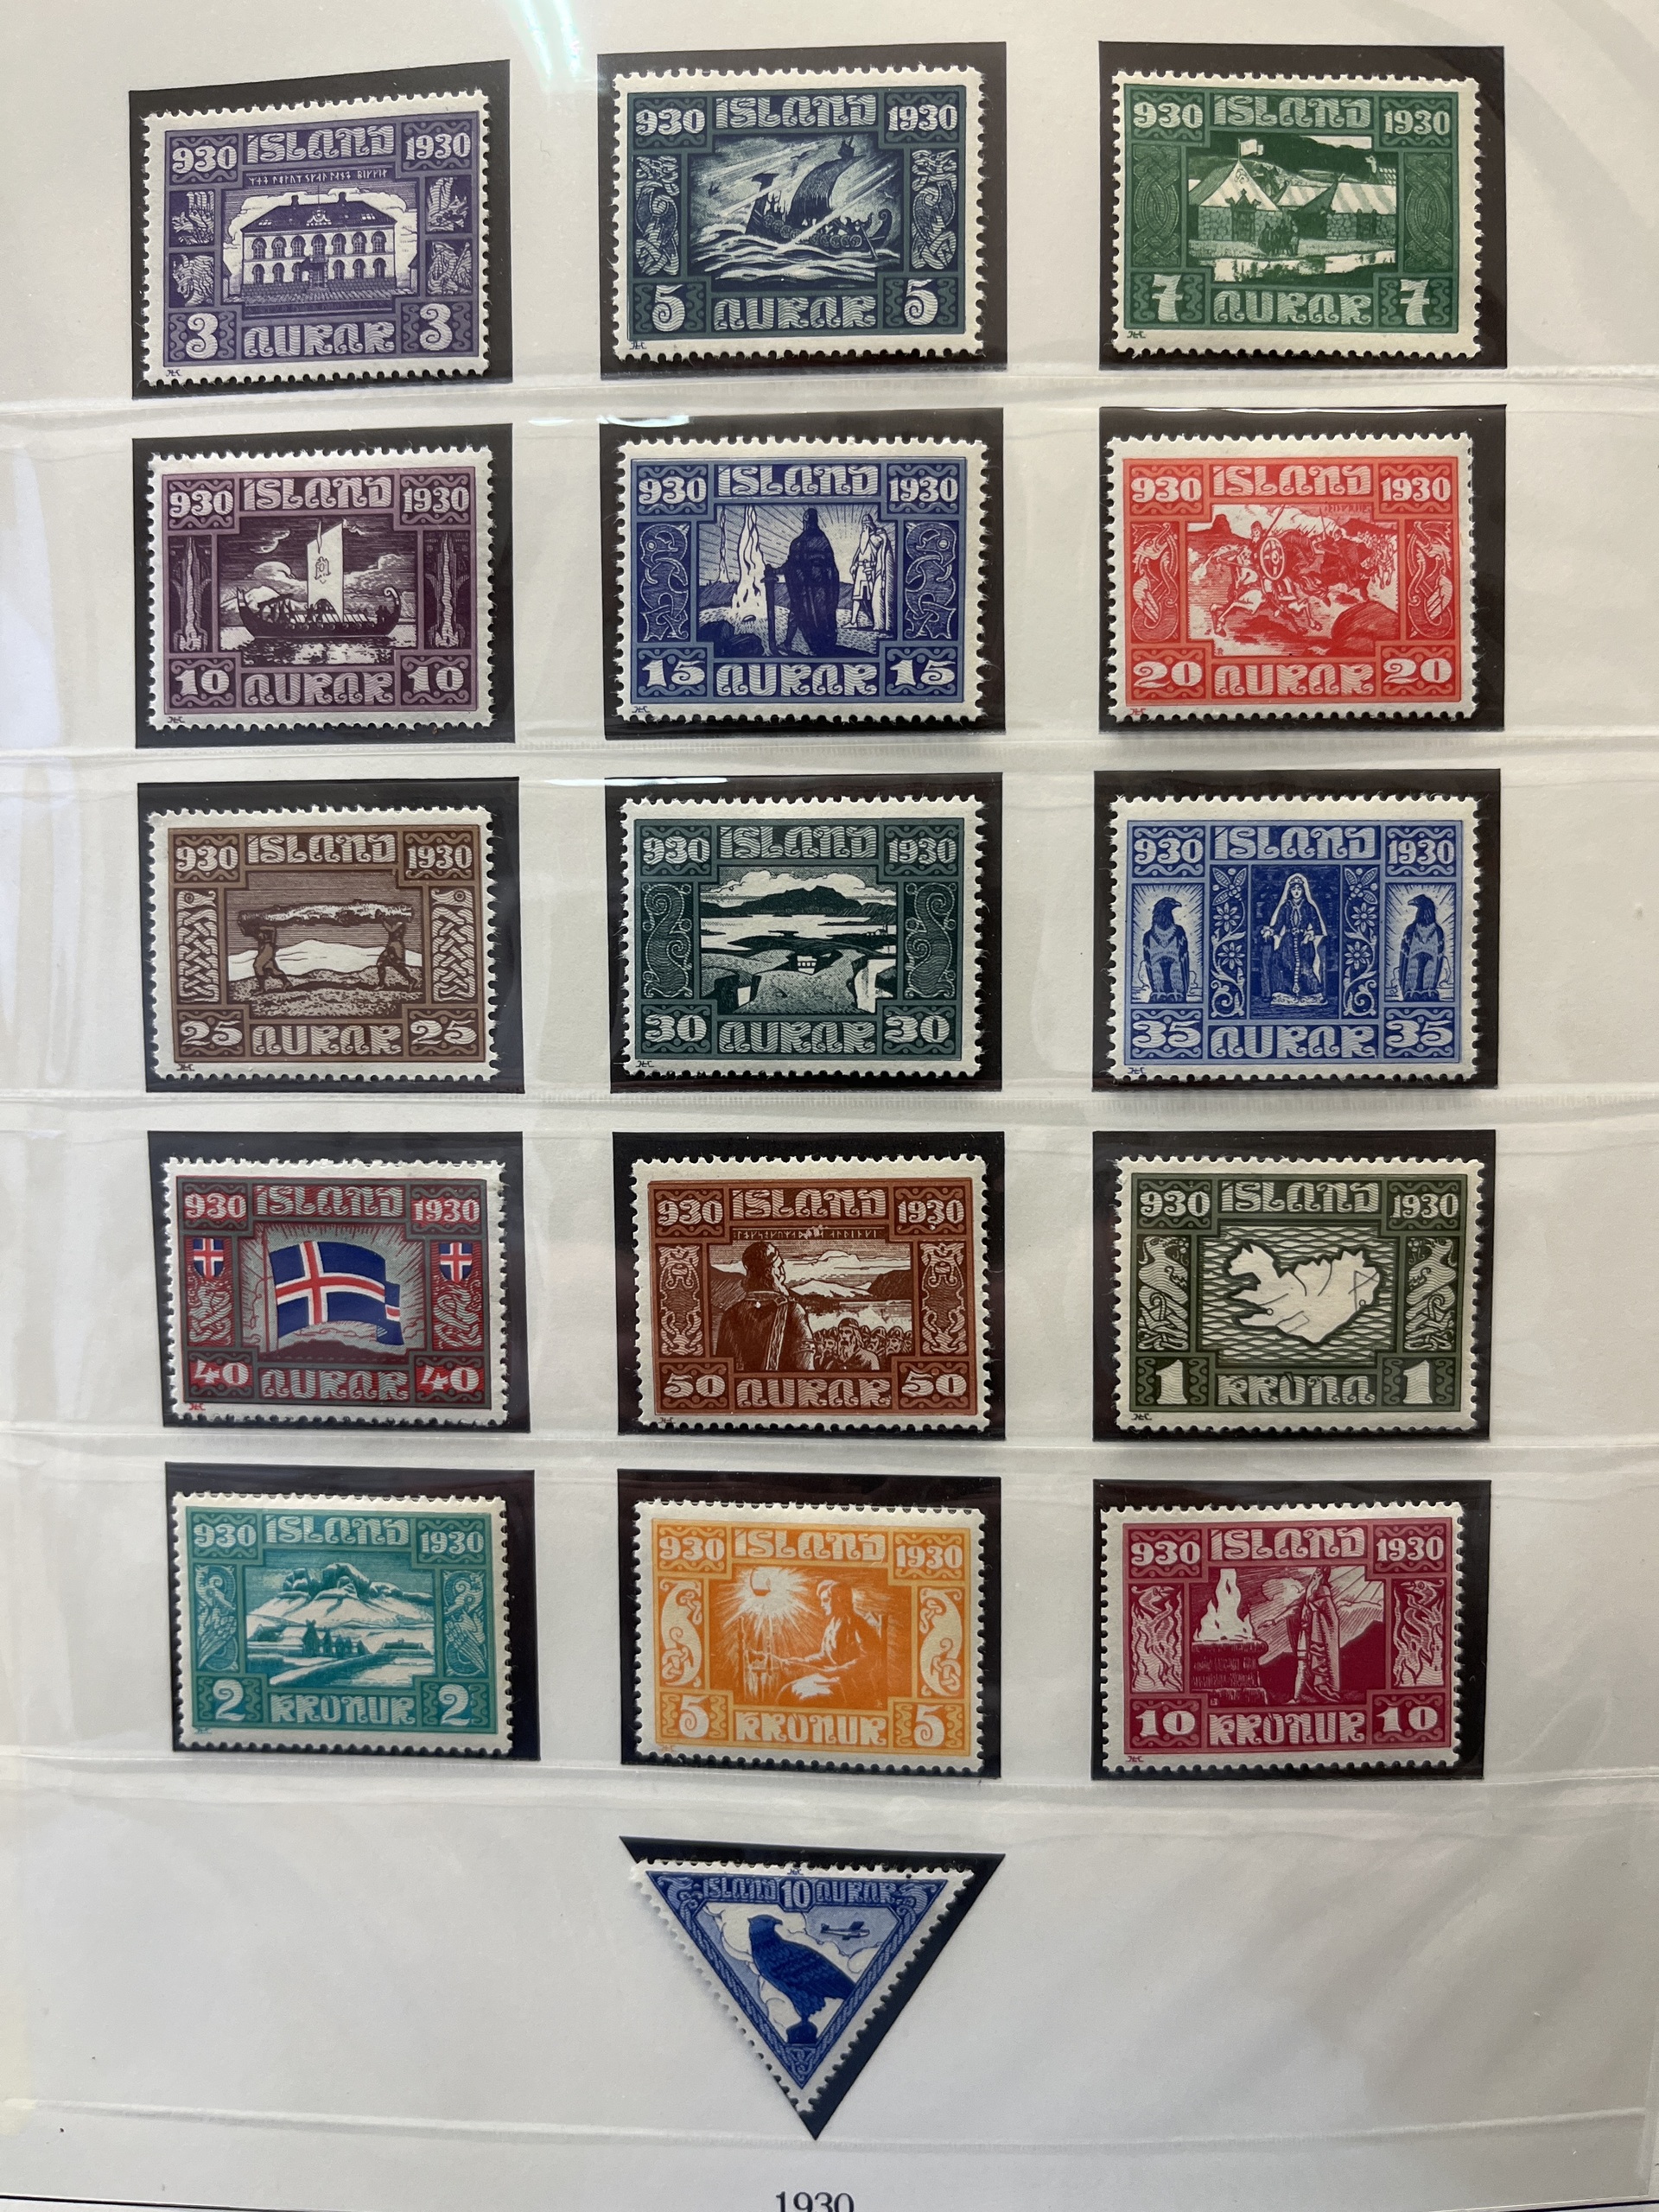 930 ISLAND 1930
3 AURAR 3
930 ISLAND 1930
5 AURAR 5
930 ISLAND 1930
7 AURAR 7
930 ISLAND 1930
10 AURAR 10
930 ISLAND 1930
15 AURAR 15
930 ISLAND 1930
20 AURAR 20
930 ISLAND 1930
25 AURAR 25
930 ISLAND 1930
30 AURAR 30
930 ISLAND 1930
35 AURAR 35
930 ISLAND 1930
40 AURAR 40
930 ISLAND 1930
50 AURAR 50
930 ISLAND 1930
1 KRÓNA 1
930 ISLAND 1930
2 KRONUR 2
930 ISLAND 1930
5 KRONUR 5
930 ISLAND 1930
10 KRÓNUR 10
ISLAND 10 AURAR
1930